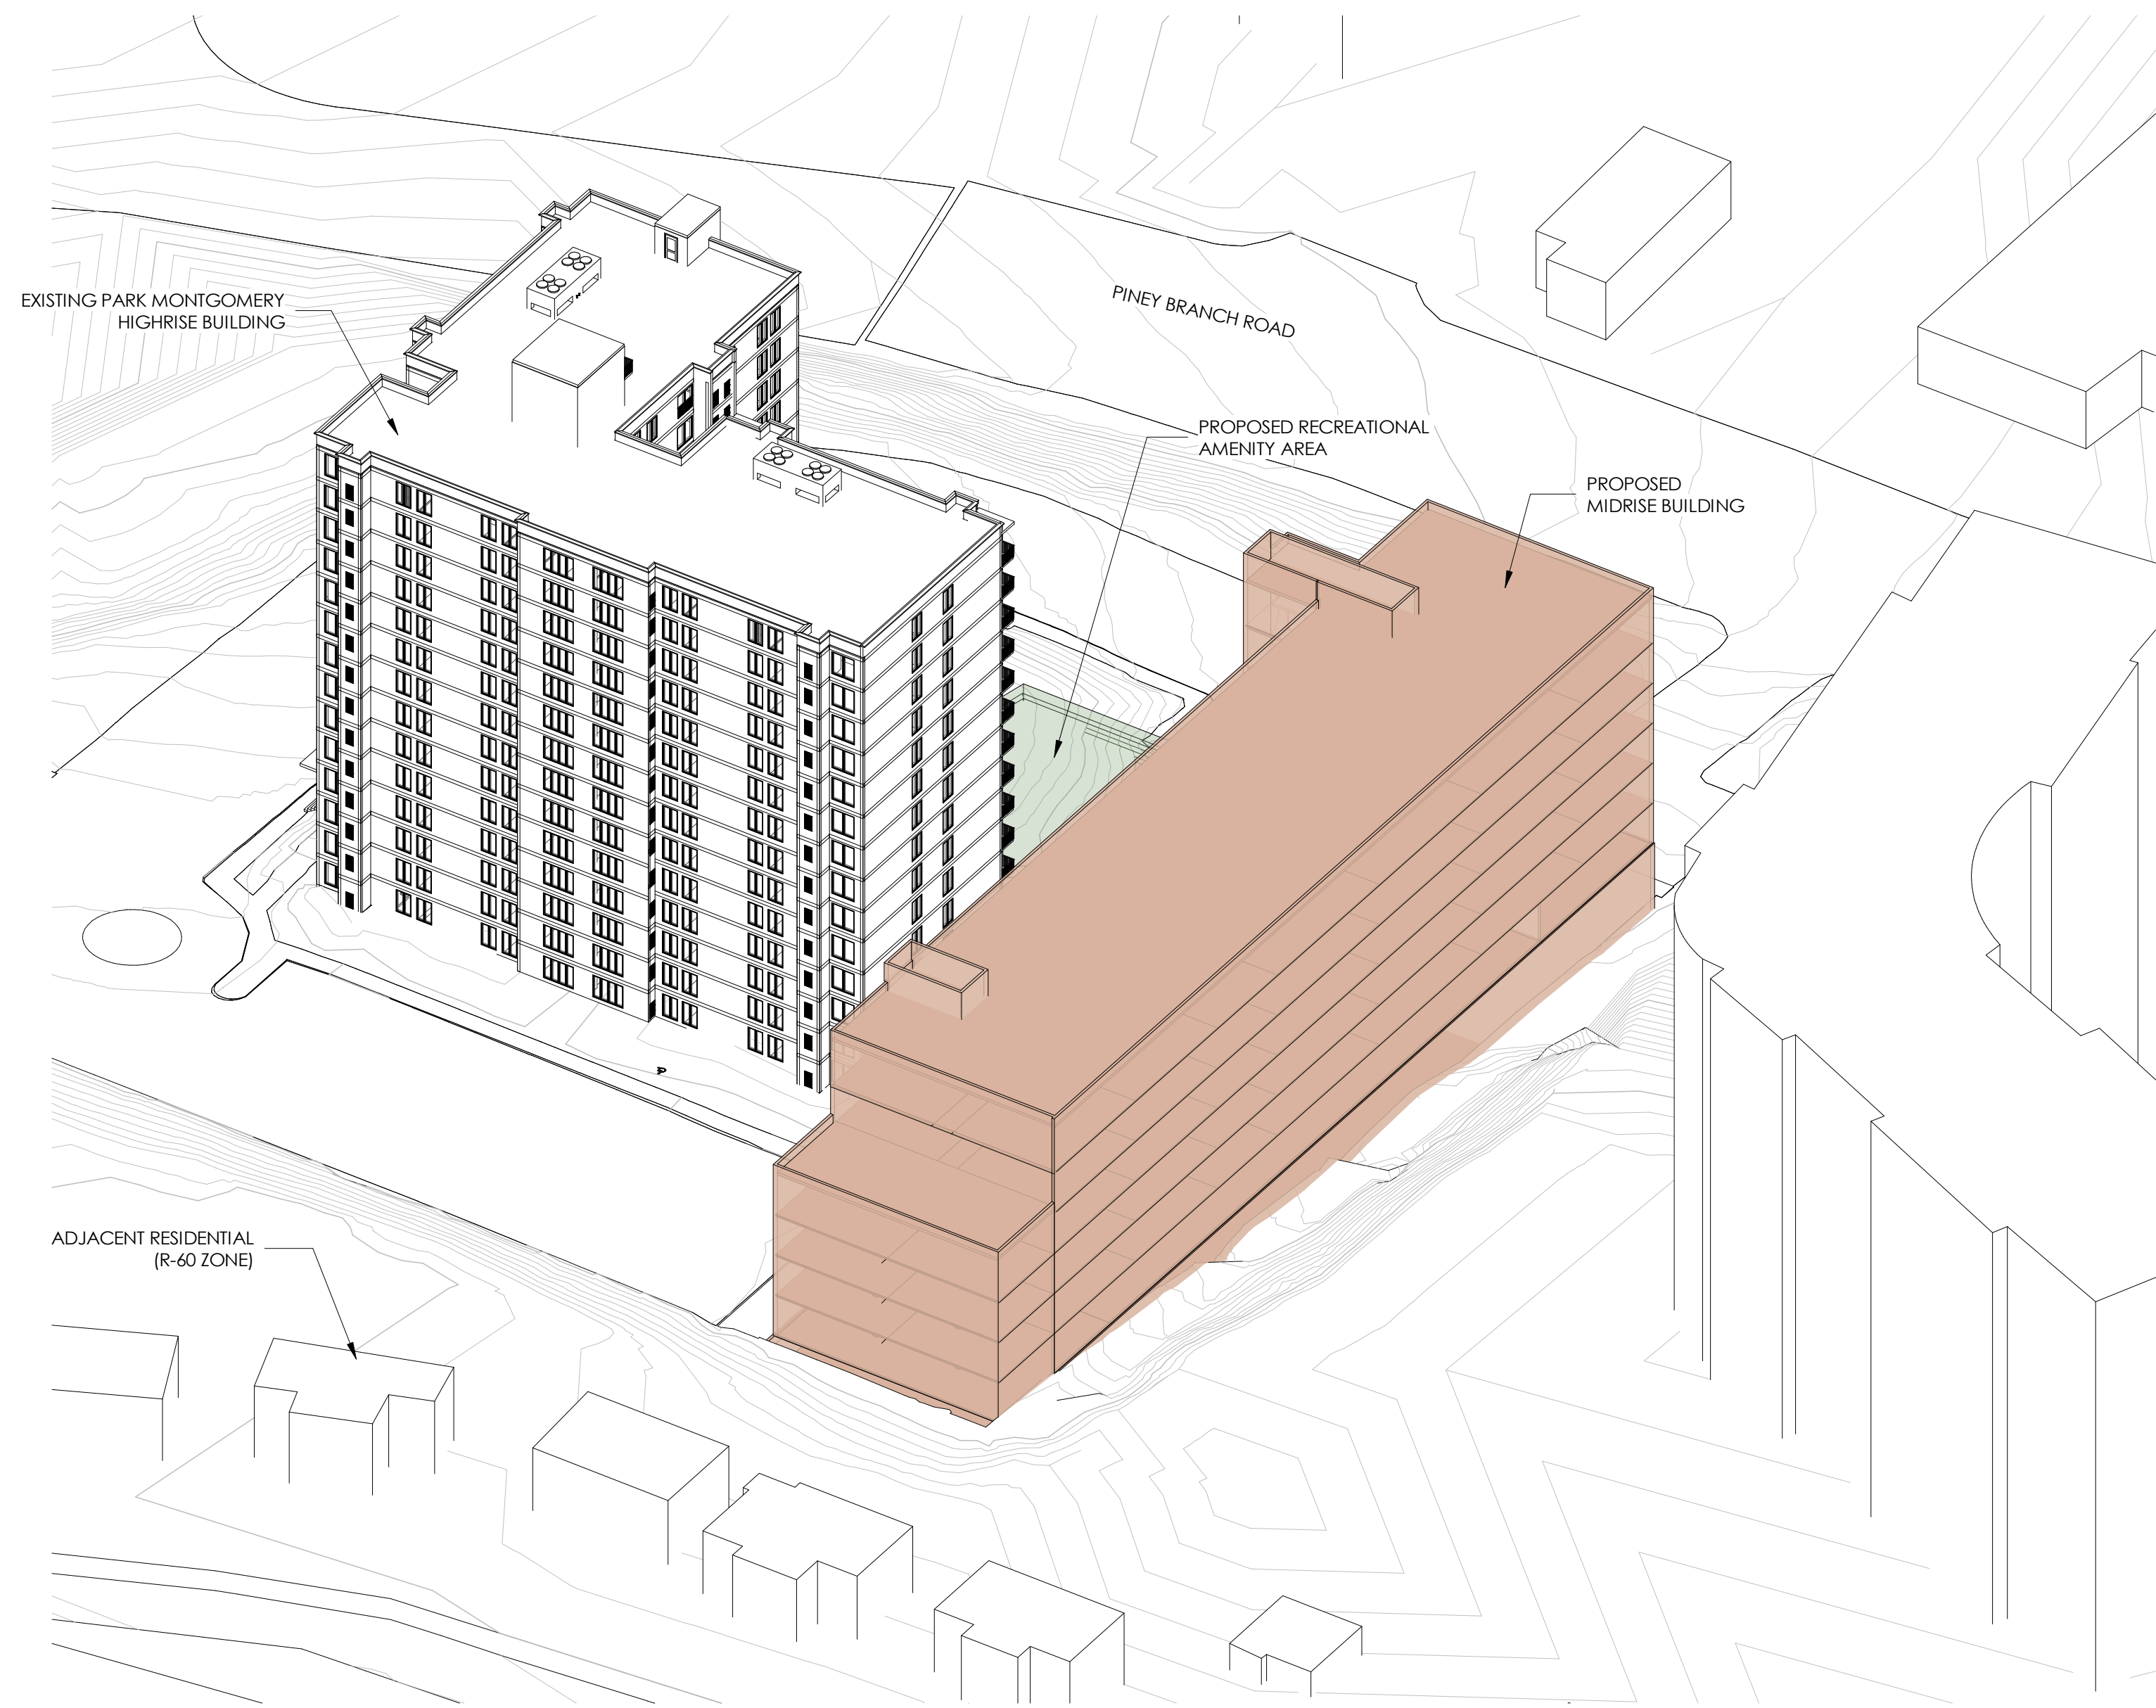 EXISTING PARK MONTGOMERY
HIGHRISE BUILDING
PINEY BRANCH ROAD
PROPOSED RECREATIONAL
AMENITY AREA
PROPOSED
MIDRISE BUILDING
ADJACENT RESIDENTIAL
(R-60 ZONE)